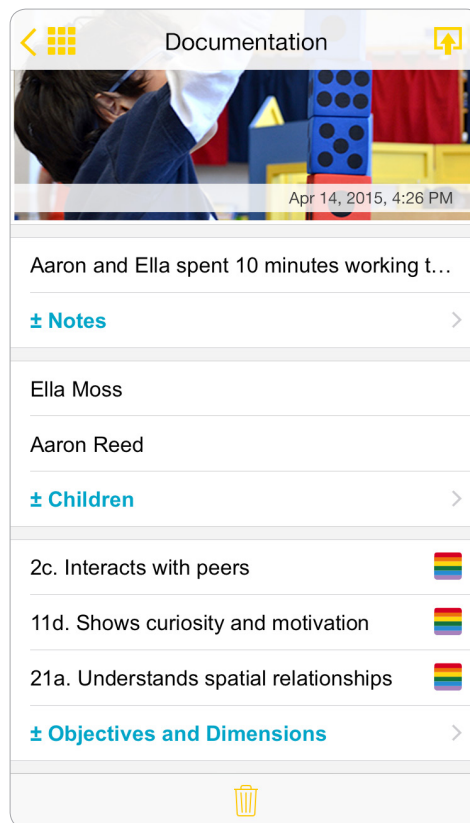 Documentation
Apr 14, 2015, 4:26 PM
Aaron and Ella spent 10 minutes working t...
± Notes
Ella Moss
Aaron Reed
± Children
2c. Interacts with peers
11d. Shows curiosity and motivation
21a. Understands spatial relationships
± Objectives and Dimensions